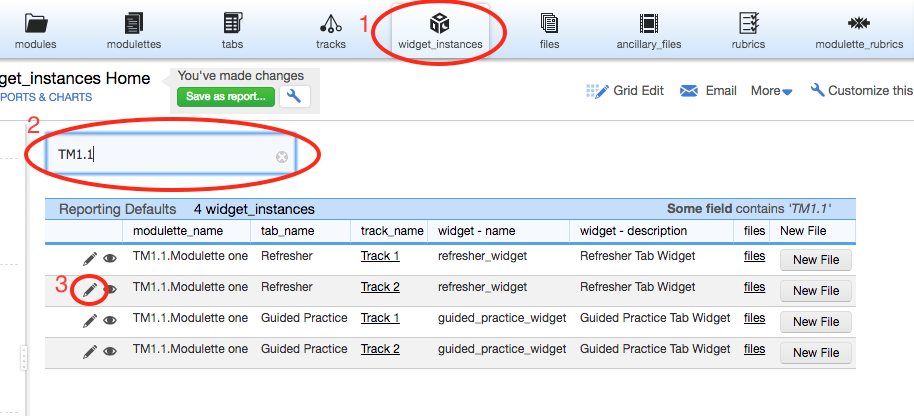 1
modules modulettes tabs tracks widget_instances files ancillary_files rubrics modulette_rubrics
get_instances Home
You've made changes
PORTS & CHARTS
Save as report...
Grid Edit Email More Customize this
2
TM1.1
Reporting Defaults 4 widget_instances Some field contains 'TM1.1'
modulette_name tab_name track_name widget - name widget - description files New File
TM1.1.Modulette one Refresher Track 1 refresher_widget Refresher Tab Widget files New File
3 TM1.1.Modulette one Refresher Track 2 refresher_widget Refresher Tab Widget files New File
TM1.1.Modulette one Guided Practice Track 1 guided_practice_widget Guided Practice Tab Widget files New File
TM1.1.Modulette one Guided Practice Track 2 guided_practice_widget Guided Practice Tab Widget files New File